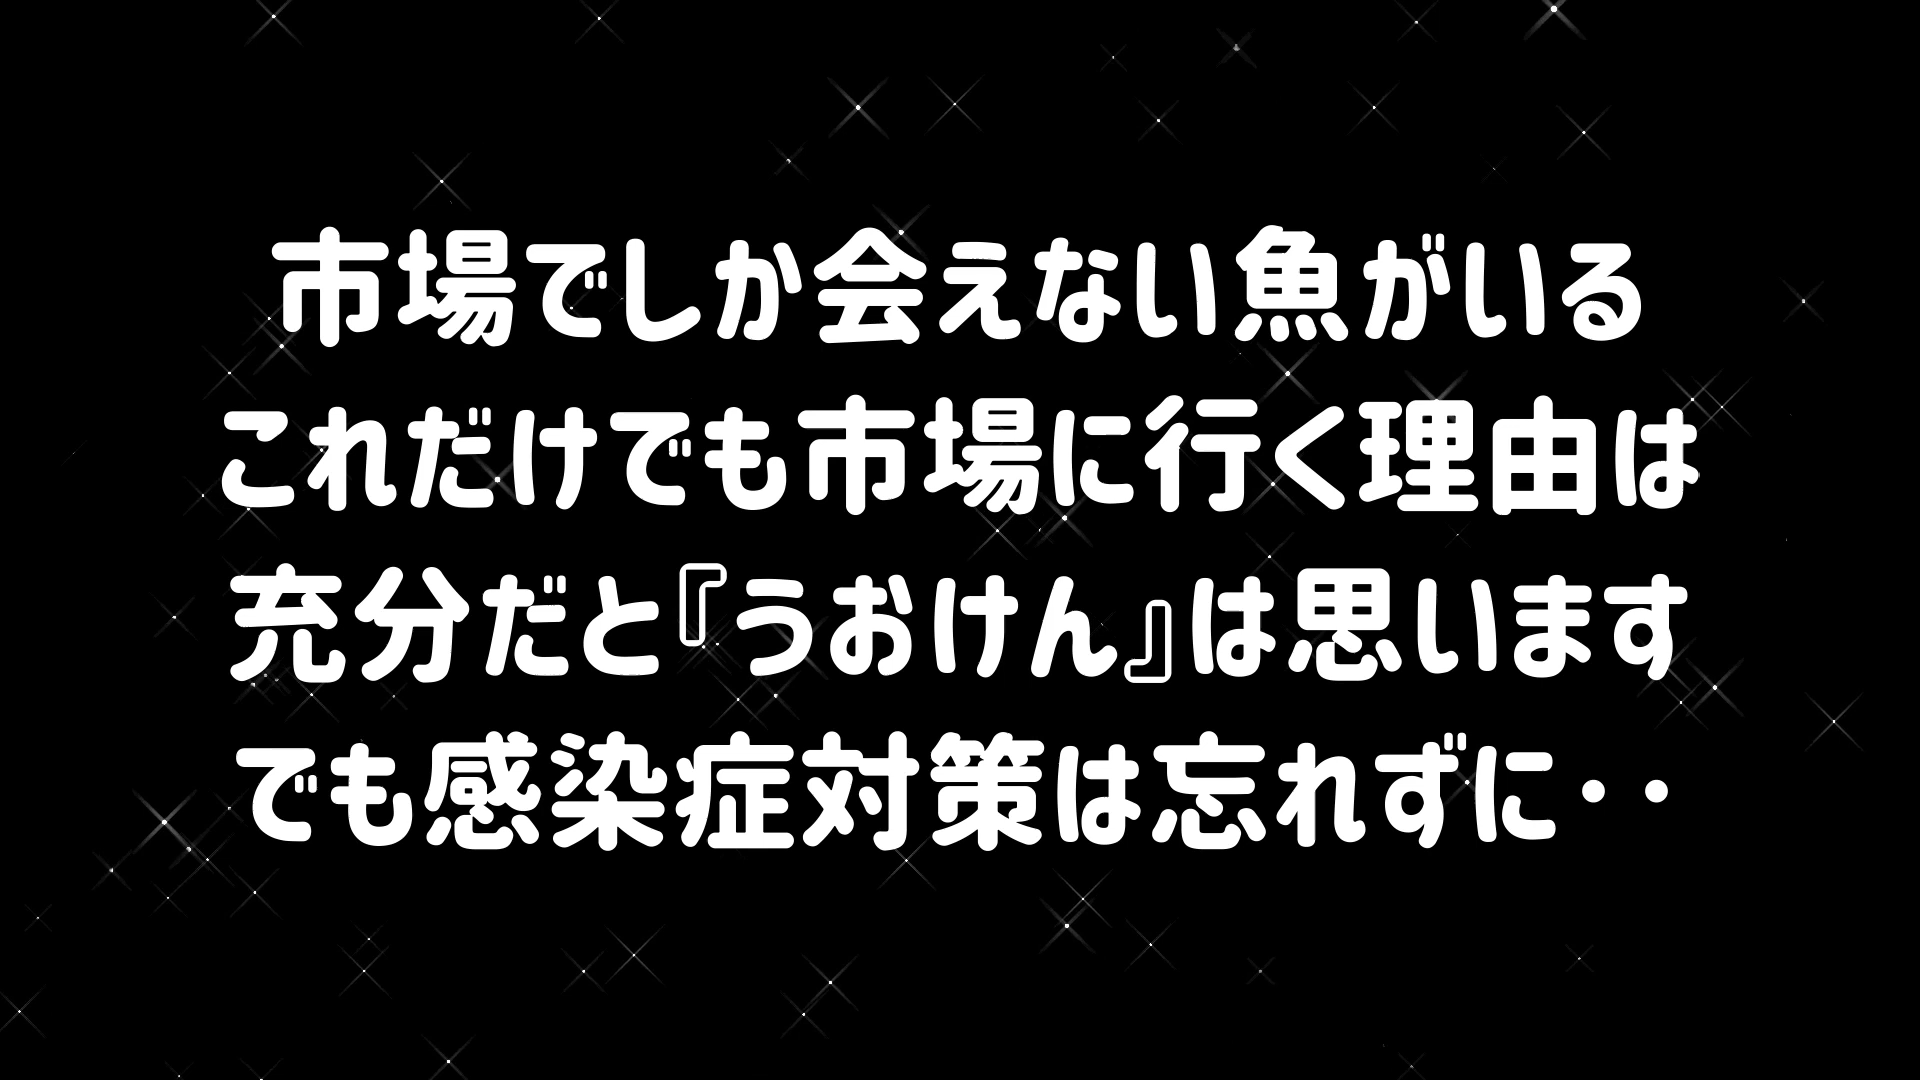 市場でしか会えない魚がいる
これだけでも市場に行く理由は
充分だと『うおけん』は思います
でも感染症対策は忘れずに・・